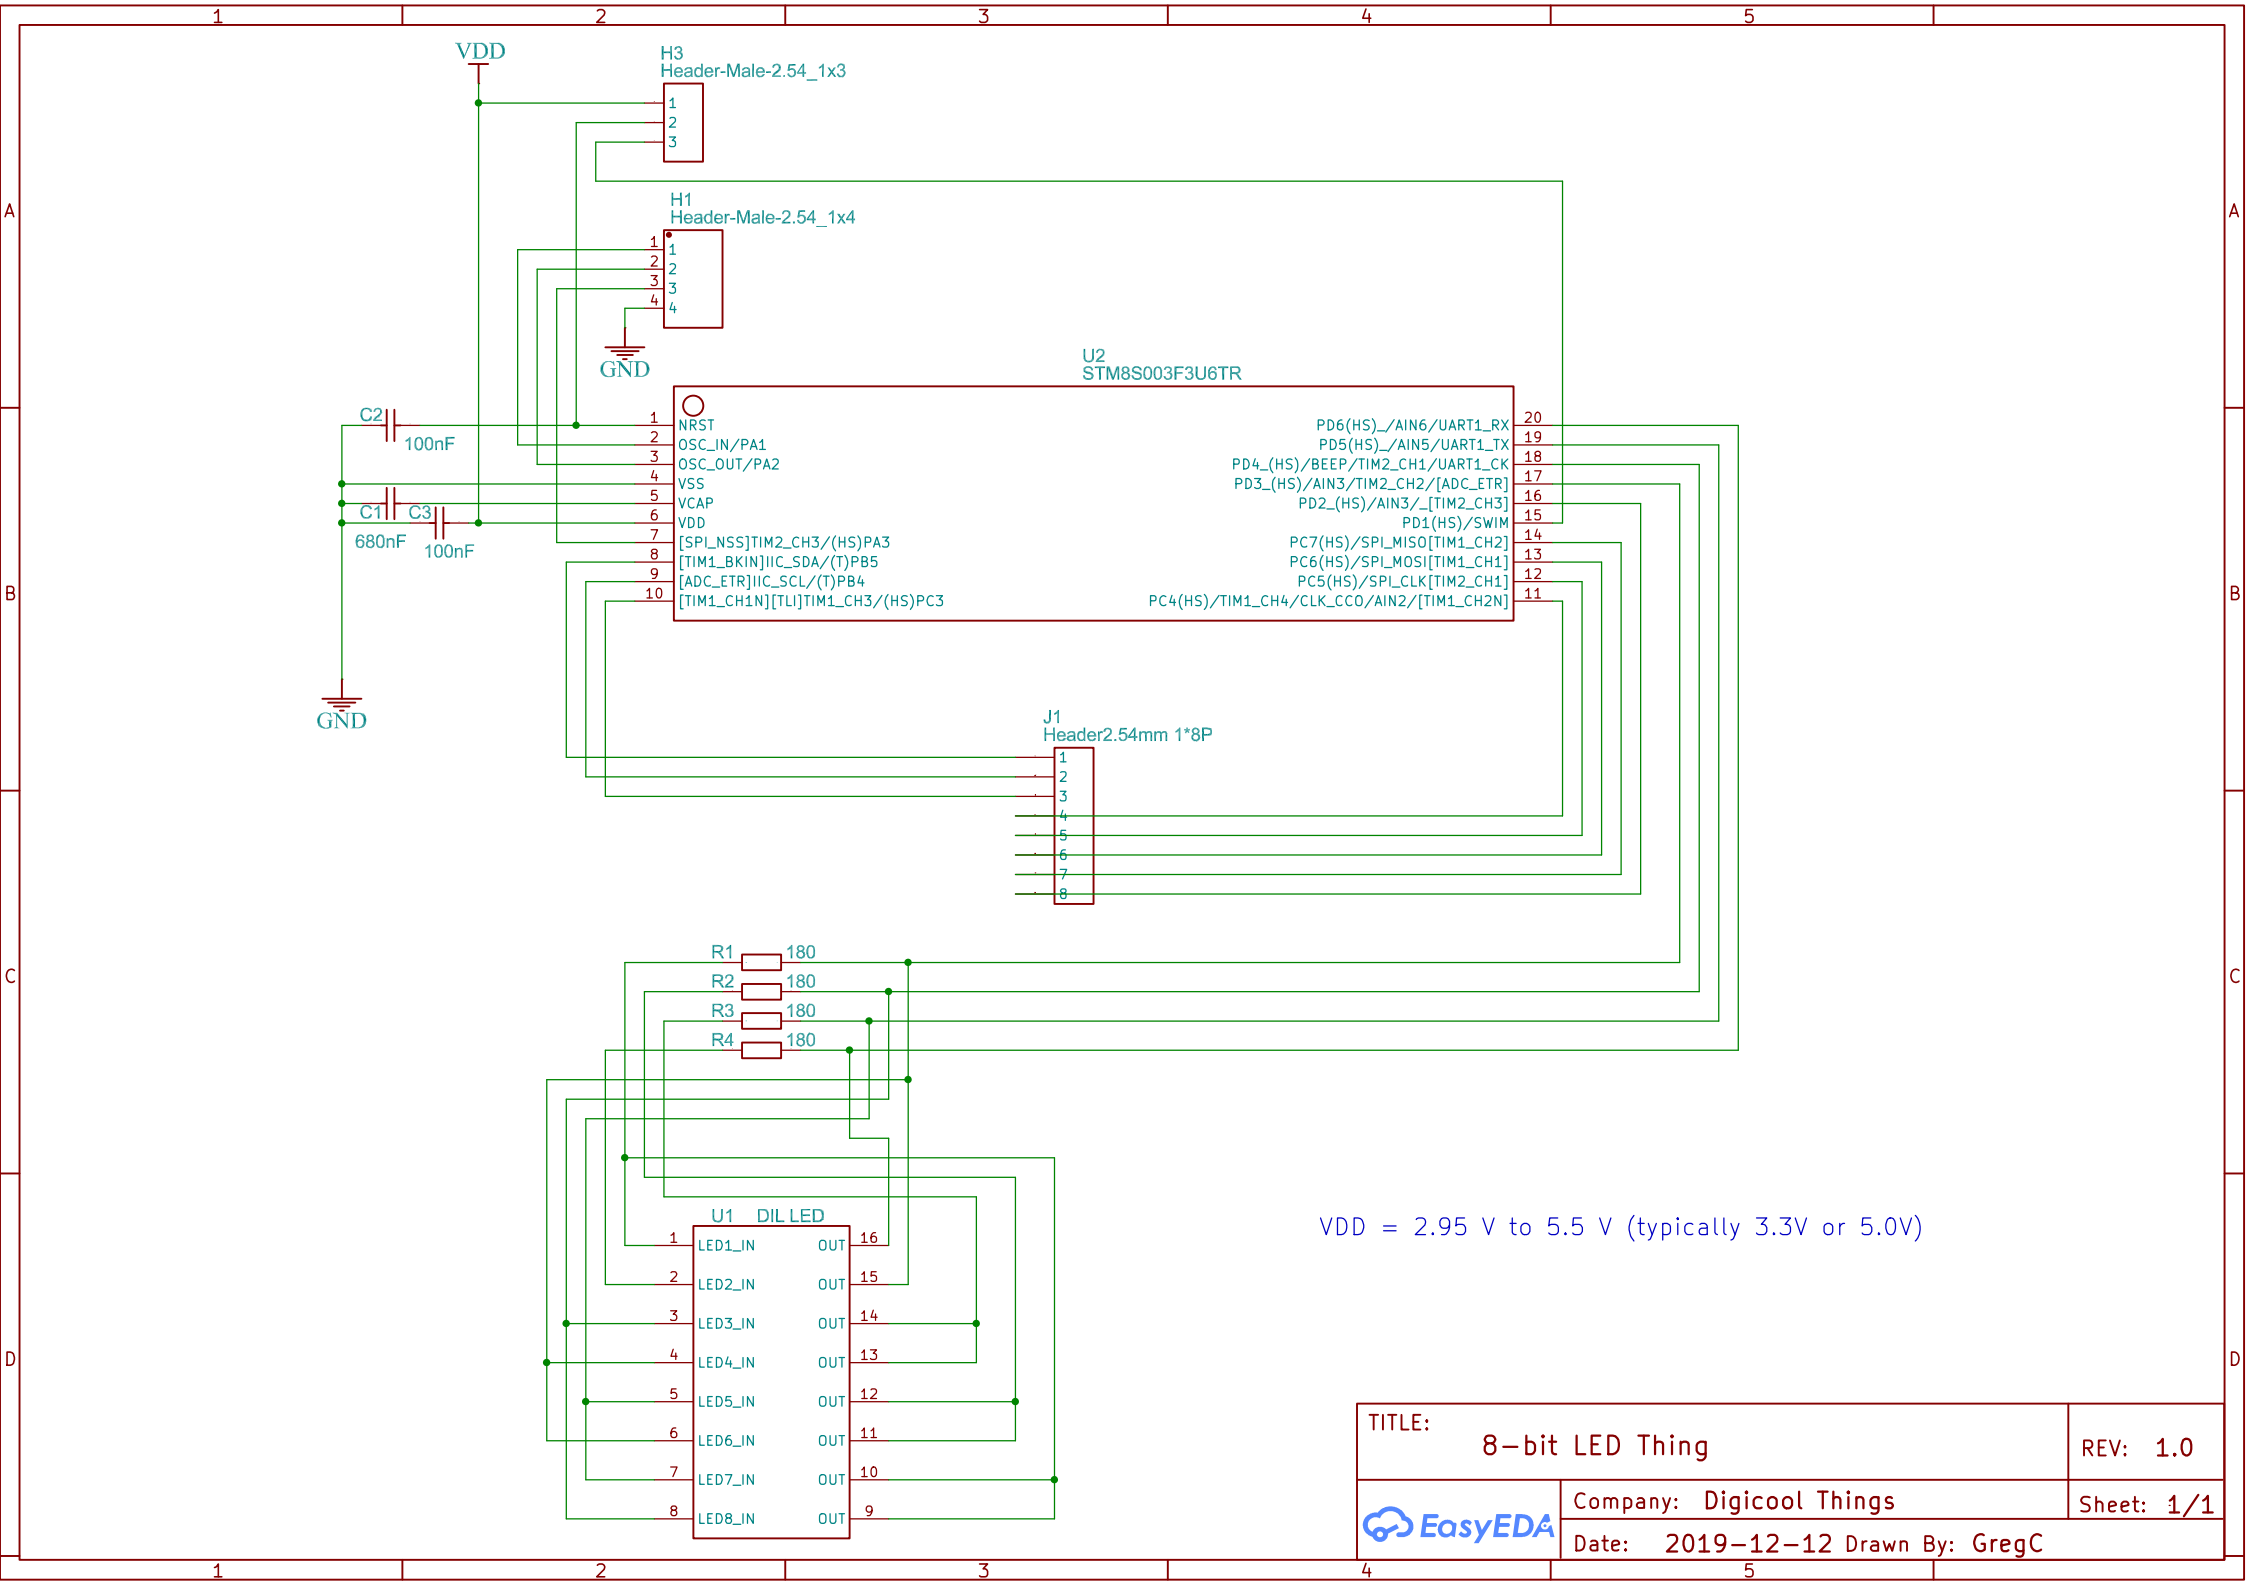 1 2 3 4 5
VDD
H3
Header-Male-2.54_1x3
1
2
3
A A
H1
Header-Male-2.54_1x4
1 1
2 2
3 3
4 4
GND
U2
STM8S003F3U6TR
C2
100nF
C1 C3
680nF
100nF
1 NRST PD6(HS)_/AIN6/UART1_RX 20
2 OSC_IN/PA1 PD5(HS)_/AIN5/UART1_TX 19
3 OSC_OUT/PA2 PD4_(HS)/BEEP/TIM2_CH1/UART1_CK 18
4 VSS PD3_(HS)/AIN3/TIM2_CH2/[ADC_ETR] 17
5 VCAP PD2_(HS)/AIN3/_[TIM2_CH3] 16
6 VDD PD1(HS)/SWIM 15
7 [SPI_NSS]TIM2_CH3/(HS)PA3 PC7(HS)/SPI_MISO[TIM1_CH2] 14
8 [TIM1_BKIN]IIC_SDA/(T)PB5 PC6(HS)/SPI_MOSI[TIM1_CH1] 13
9 [ADC_ETR]IIC_SCL/(T)PB4 PC5(HS)/SPI_CLK[TIM2_CH1] 12
10 [TIM1_CH1N][TLI]TIM1_CH3/(HS)PC3 PC4(HS)/TIM1_CH4/CLK_CCO/AIN2/[TIM1_CH2N] 11
B B
GND
J1
Header2.54mm 1*8P
1
2
3
4
5
6
7
8
R1 180
R2 180
R3 180
R4 180
C C
U1 DIL LED
1 LED1_IN OUT 16
2 LED2_IN OUT 15
3 LED3_IN OUT 14
4 LED4_IN OUT 13
5 LED5_IN OUT 12
6 LED6_IN OUT 11
7 LED7_IN OUT 10
8 LED8_IN OUT 9
VDD = 2.95 V to 5.5 V (typically 3.3V or 5.0V)
D D
TITLE:
8-bit LED Thing
REV: 1.0
EasyEDA
Company: Digicool Things
Sheet: 1/1
Date: 2019-12-12 Drawn By: GregC
1 2 3 4 5